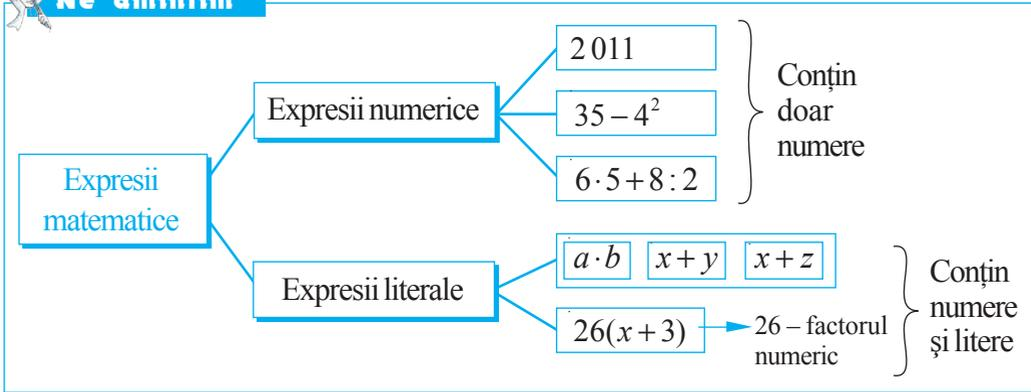 Ne amintim
Expresii
matematice
Expresii numerice
2 011
35 – 4²
6 · 5 + 8 : 2
Conțin
doar
numere
Expresii literale
a · b
x + y
x + z
26(x + 3)
26 – factorul
numeric
Conțin
numere
și litere